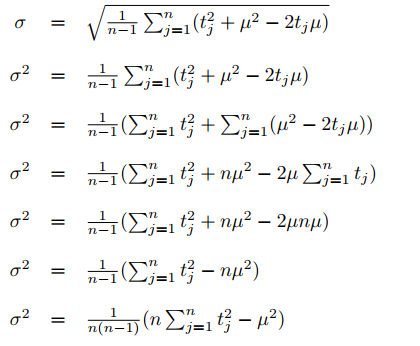 σ = √(1/(n−1) ∑_{j=1}^{n}(t_j^2 + μ^2 − 2t_jμ))
σ^2 = 1/(n−1) ∑_{j=1}^{n}(t_j^2 + μ^2 − 2t_jμ)
σ^2 = 1/(n−1) (∑_{j=1}^{n} t_j^2 + ∑_{j=1}^{n}(μ^2 − 2t_jμ))
σ^2 = 1/(n−1) (∑_{j=1}^{n} t_j^2 + nμ^2 − 2μ ∑_{j=1}^{n} t_j)
σ^2 = 1/(n−1) (∑_{j=1}^{n} t_j^2 + nμ^2 − 2μnμ)
σ^2 = 1/(n−1) (∑_{j=1}^{n} t_j^2 − nμ^2)
σ^2 = 1/(n(n−1)) (n ∑_{j=1}^{n} t_j^2 − μ^2)